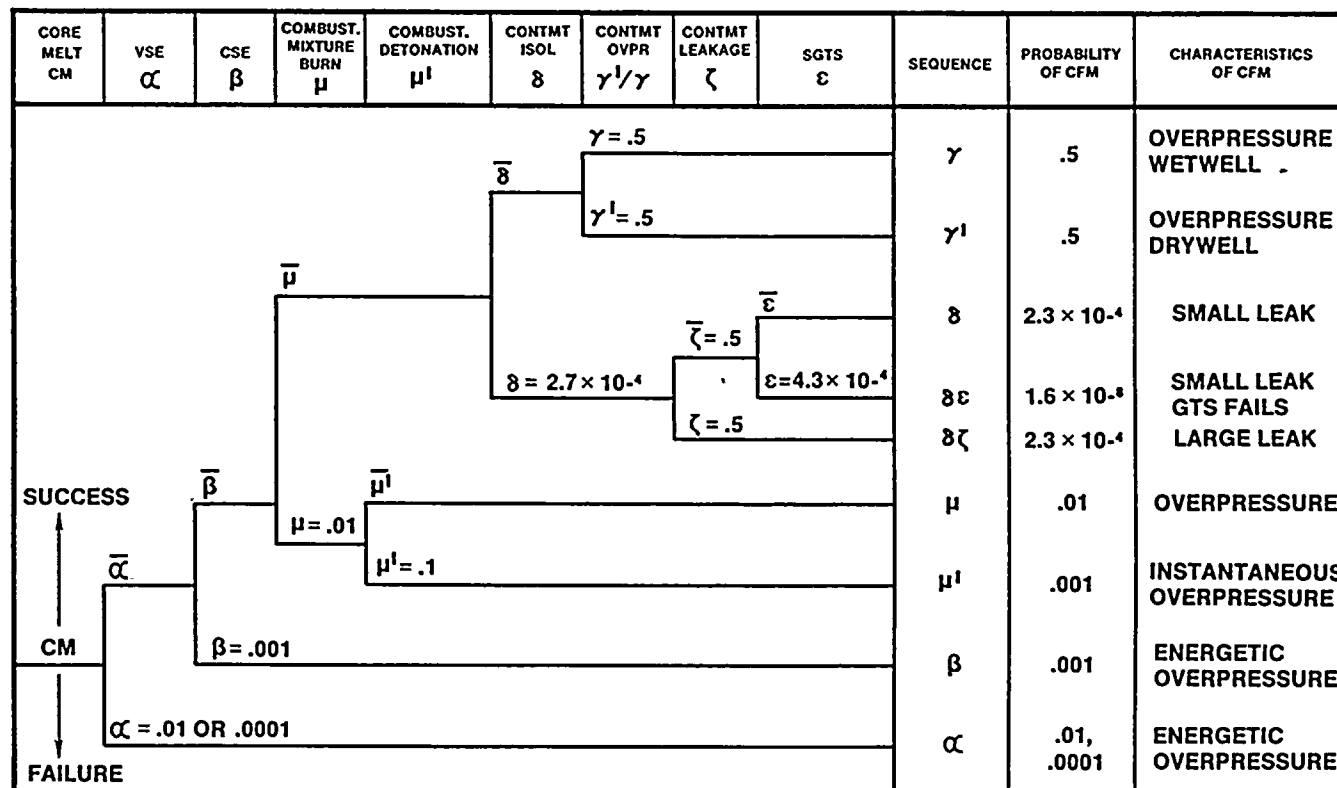 CORE MELT CM
VSE α
CSE β
COMBUST. MIXTURE BURN μ
COMBUST. DETONATION μ'
CONTMT ISOL δ
CONTMT OVPR γ'/γ
CONTMT LEAKAGE ζ
SGTS ε
SEQUENCE
PROBABILITY OF CFM
CHARACTERISTICS OF CFM
γ = .5
γ
.5
OVERPRESSURE
WETWELL
δ̅
γ' = .5
γ'
.5
OVERPRESSURE
DRYWELL
μ̅
ε̅
δ
2.3 × 10-4
SMALL LEAK
ζ̅ = .5
δ = 2.7 × 10-4
ε=4.3 × 10-4
δε
1.6 × 10-8
SMALL LEAK
GTS FAILS
ζ = .5
δζ
2.3 × 10-4
LARGE LEAK
SUCCESS
β̅
μ̅'
μ
.01
OVERPRESSURE
μ = .01
α̅
μ' = .1
μ'
.001
INSTANTANEOUS
OVERPRESSURE
CM
β = .001
β
.001
ENERGETIC
OVERPRESSURE
α = .01 OR .0001
α
.01,
.0001
ENERGETIC
OVERPRESSURE
FAILURE